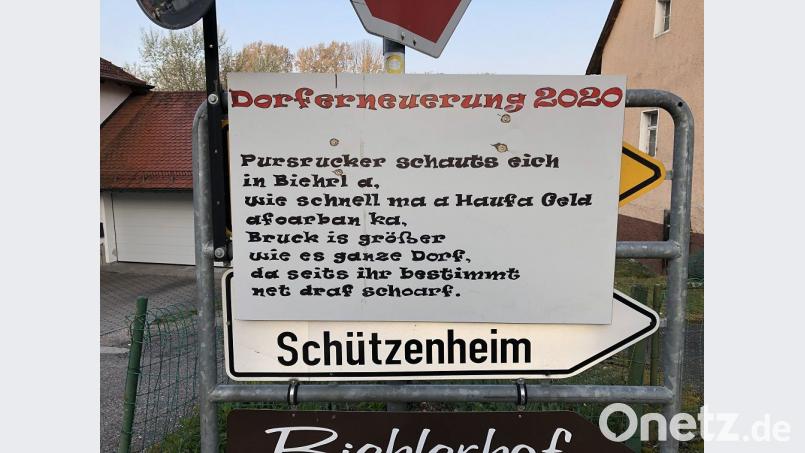 Dorferneuerung 2020
Pursrucker schauts eich
in Biehrl a,
wie schnell ma a Haufa Geld
afoarban ka,
Bruck is größer
wie es ganze Dorf,
da seits ihr bestimmt
net draf schoarf.
Schützenheim
Biehlerhof
Onetz.de